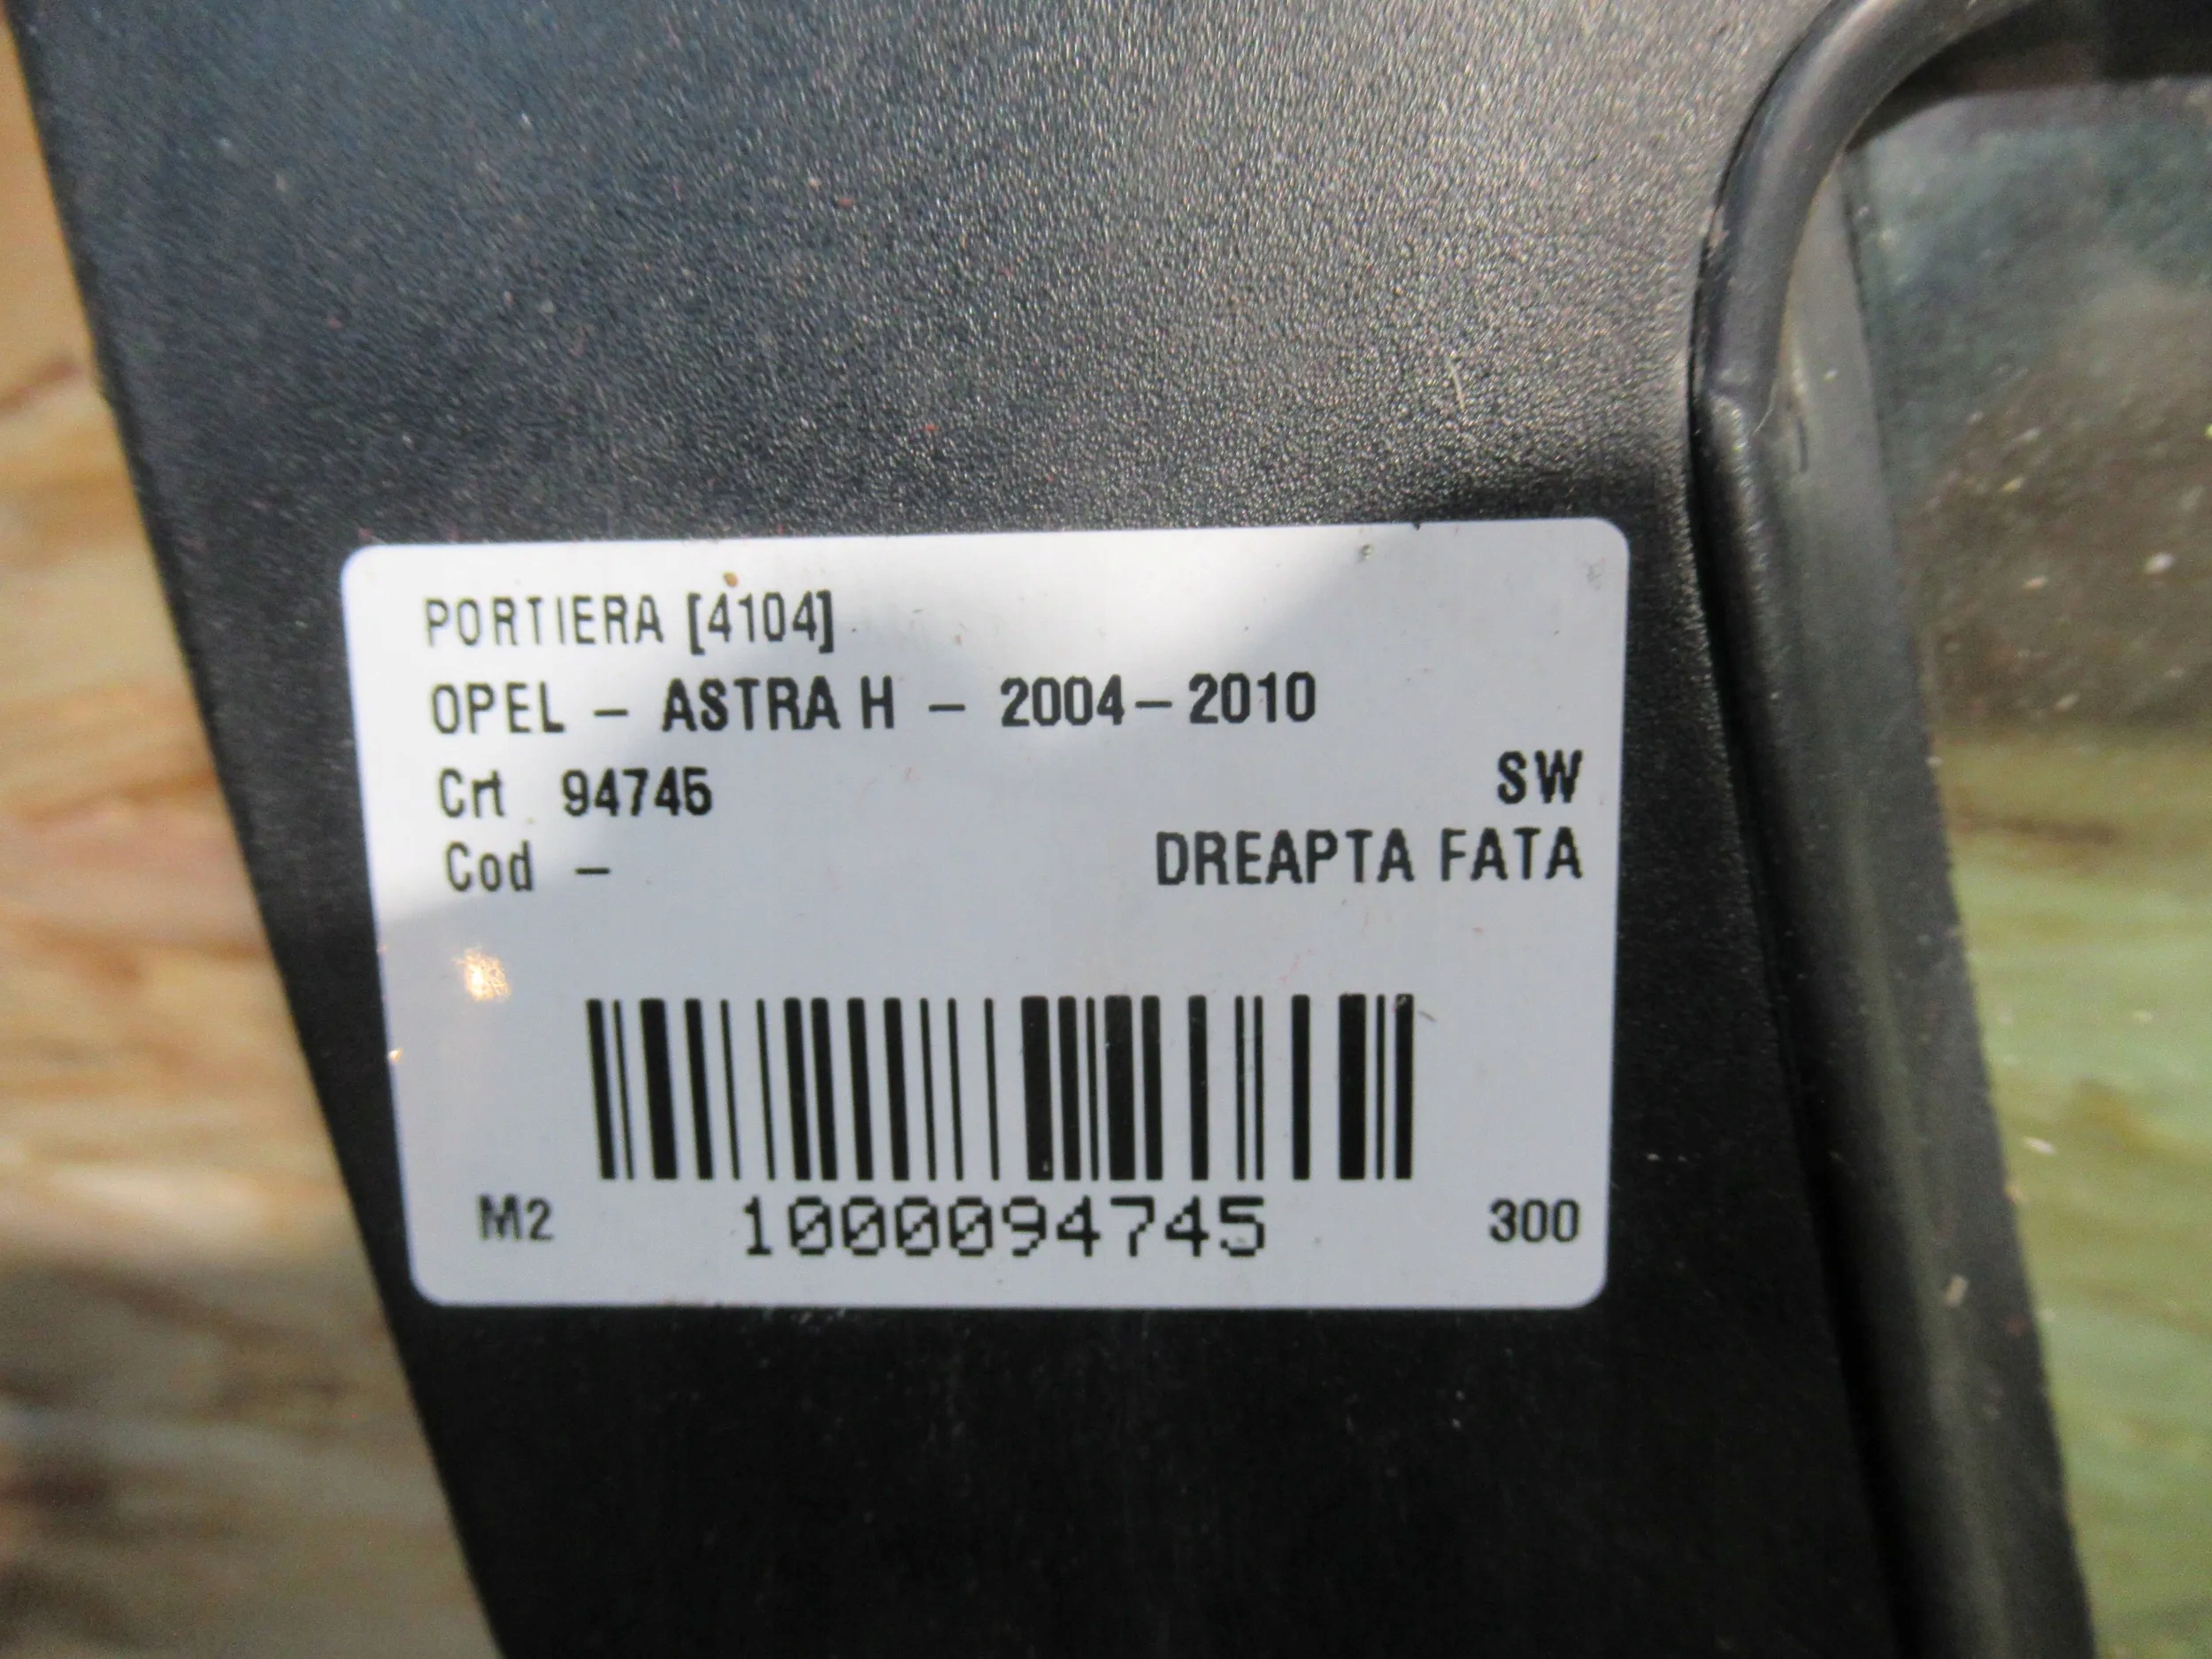 PORTIERA [4104]
OPEL - ASTRA H - 2004-2010
SW
Crt 94745
Cod -
DREAPTA FATA
M2
1000094745
300